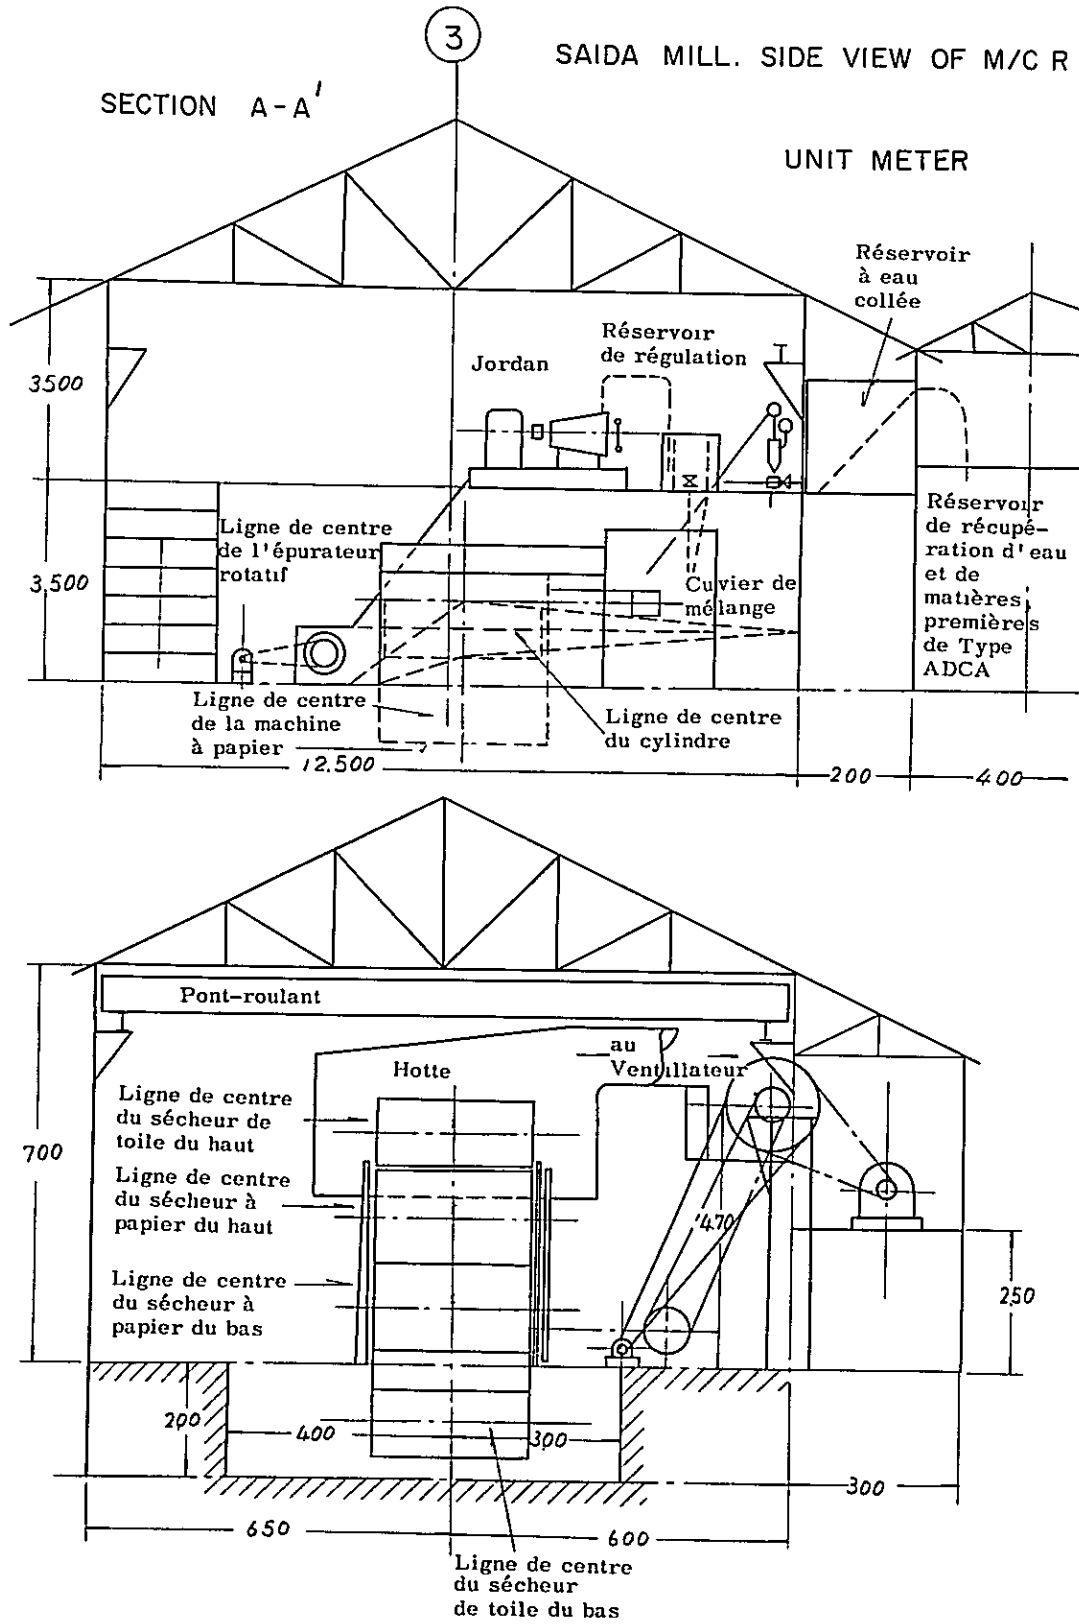 3
SAIDA MILL. SIDE VIEW OF M/C R
SECTION A-A'
UNIT METER
Réservoir
à eau
collée
Réservoir
de régulation
Jordan
3500
Ligne de centre
de l'épurateur
rotatif
3,500
Cuvier de
mélange
Réservoir
de récupé-
ration d'eau
et de
matières
premières
de Type
ADCA
Ligne de centre
de la machine
à papier
Ligne de centre
du cylindre
12.500
200
400
Pont-roulant
Hotte
au
Ventillateur
Ligne de centre
du sécheur de
toile du haut
700
Ligne de centre
du sécheur à
papier du haut
470
Ligne de centre
du sécheur à
papier du bas
250
200
400
300
300
650
600
Ligne de centre
du sécheur
de toile du bas